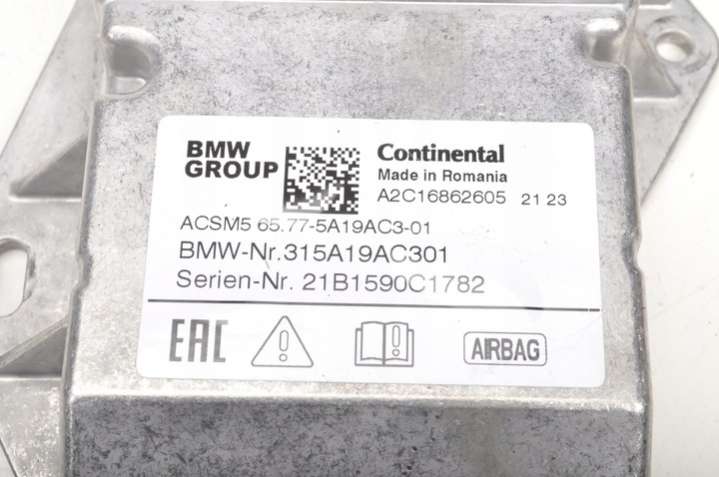 BMW
GROUP
Continental
Made in Romania
A2C16862605 21 23
ACSM5 65.77-5A19AC3-01
BMW-Nr.315A19AC301
Serien-Nr. 21B1590C1782
EAC
AIRBAG